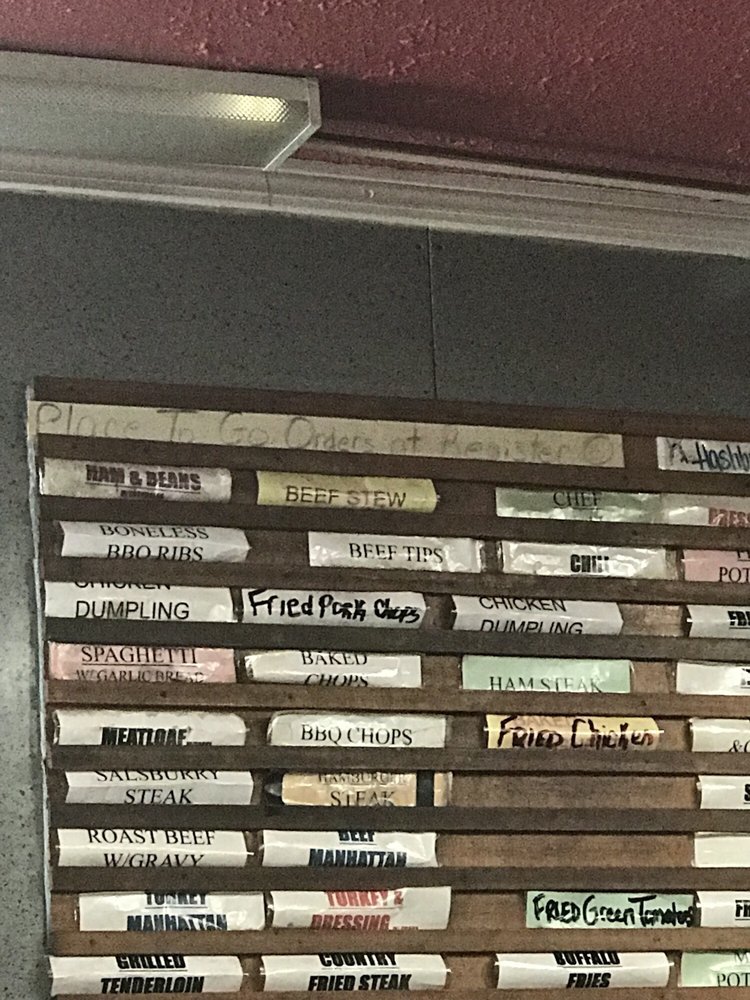 Place To Go Orders at Register
HAM & BEANS
BEEF STEW
CHEF
BONELESS
BBQ RIBS
BEEF TIPS
CHILI
CHICKEN
DUMPLING
Fried Pork Chops
CHICKEN
DUMPLING
SPAGHETTI
W/GARLIC BREAD
BAKED
CHOPS
HAM STEAK
MEATLOAF
BBQ CHOPS
FRIED Chicken
SALSBURRY
STEAK
HAMBURGER
STEAK
ROAST BEEF
W/GRAVY
BEEF
MANHATTAN
TURKEY
MANHATTAN
TURKEY &
DRESSING
FRIED Green Tomatoes
GRILLED
TENDERLOIN
COUNTRY
FRIED STEAK
BUFFALO
FRIES